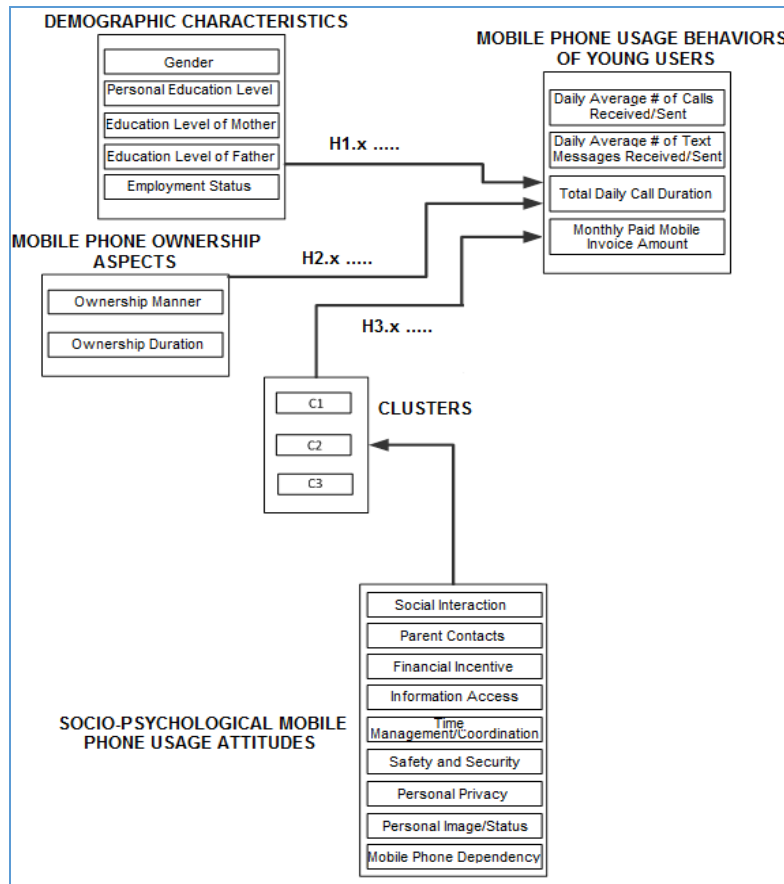 DEMOGRAPHIC CHARACTERISTICS
Gender
Personal Education Level
Education Level of Mother
Education Level of Father
Employment Status
MOBILE PHONE USAGE BEHAVIORS
OF YOUNG USERS
Daily Average # of Calls
Received/Sent
Daily Average # of Text
Messages Received/Sent
Total Daily Call Duration
Monthly Paid Mobile
Invoice Amount
H1.x .....
MOBILE PHONE OWNERSHIP
ASPECTS
Ownership Manner
Ownership Duration
H2.x .....
H3.x .....
CLUSTERS
C1
C2
C3
SOCIO-PSYCHOLOGICAL MOBILE
PHONE USAGE ATTITUDES
Social Interaction
Parent Contacts
Financial Incentive
Information Access
Time
Management/Coordination
Safety and Security
Personal Privacy
Personal Image/Status
Mobile Phone Dependency